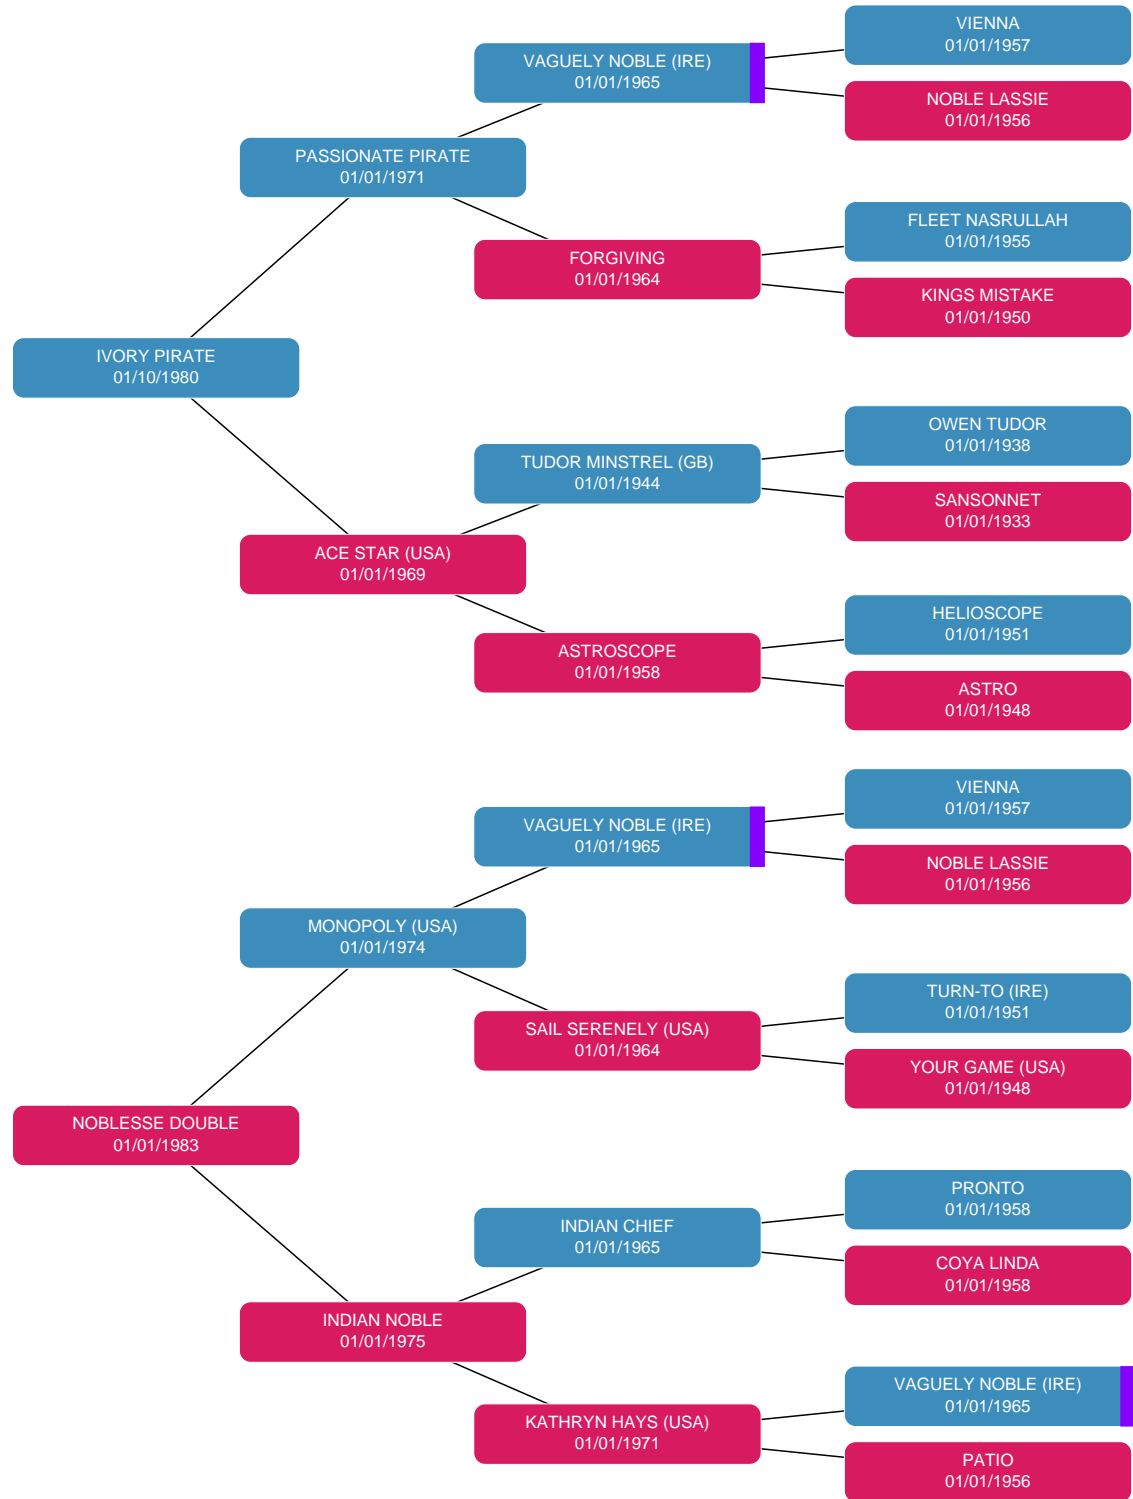 VIENNA
01/01/1957
VAGUELY NOBLE (IRE)
01/01/1965
NOBLE LASSIE
01/01/1956
PASSIONATE PIRATE
01/01/1971
FLEET NASRULLAH
01/01/1955
FORGIVING
01/01/1964
KINGS MISTAKE
01/01/1950
IVORY PIRATE
01/10/1980
OWEN TUDOR
01/01/1938
TUDOR MINSTREL (GB)
01/01/1944
SANSONNET
01/01/1933
ACE STAR (USA)
01/01/1969
HELIOSCOPE
01/01/1951
ASTROSCOPE
01/01/1958
ASTRO
01/01/1948
VIENNA
01/01/1957
VAGUELY NOBLE (IRE)
01/01/1965
NOBLE LASSIE
01/01/1956
MONOPOLY (USA)
01/01/1974
TURN-TO (IRE)
01/01/1951
SAIL SERENELY (USA)
01/01/1964
YOUR GAME (USA)
01/01/1948
NOBLESSE DOUBLE
01/01/1983
PRONTO
01/01/1958
INDIAN CHIEF
01/01/1965
COYA LINDA
01/01/1958
INDIAN NOBLE
01/01/1975
VAGUELY NOBLE (IRE)
01/01/1965
KATHRYN HAYS (USA)
01/01/1971
PATIO
01/01/1956